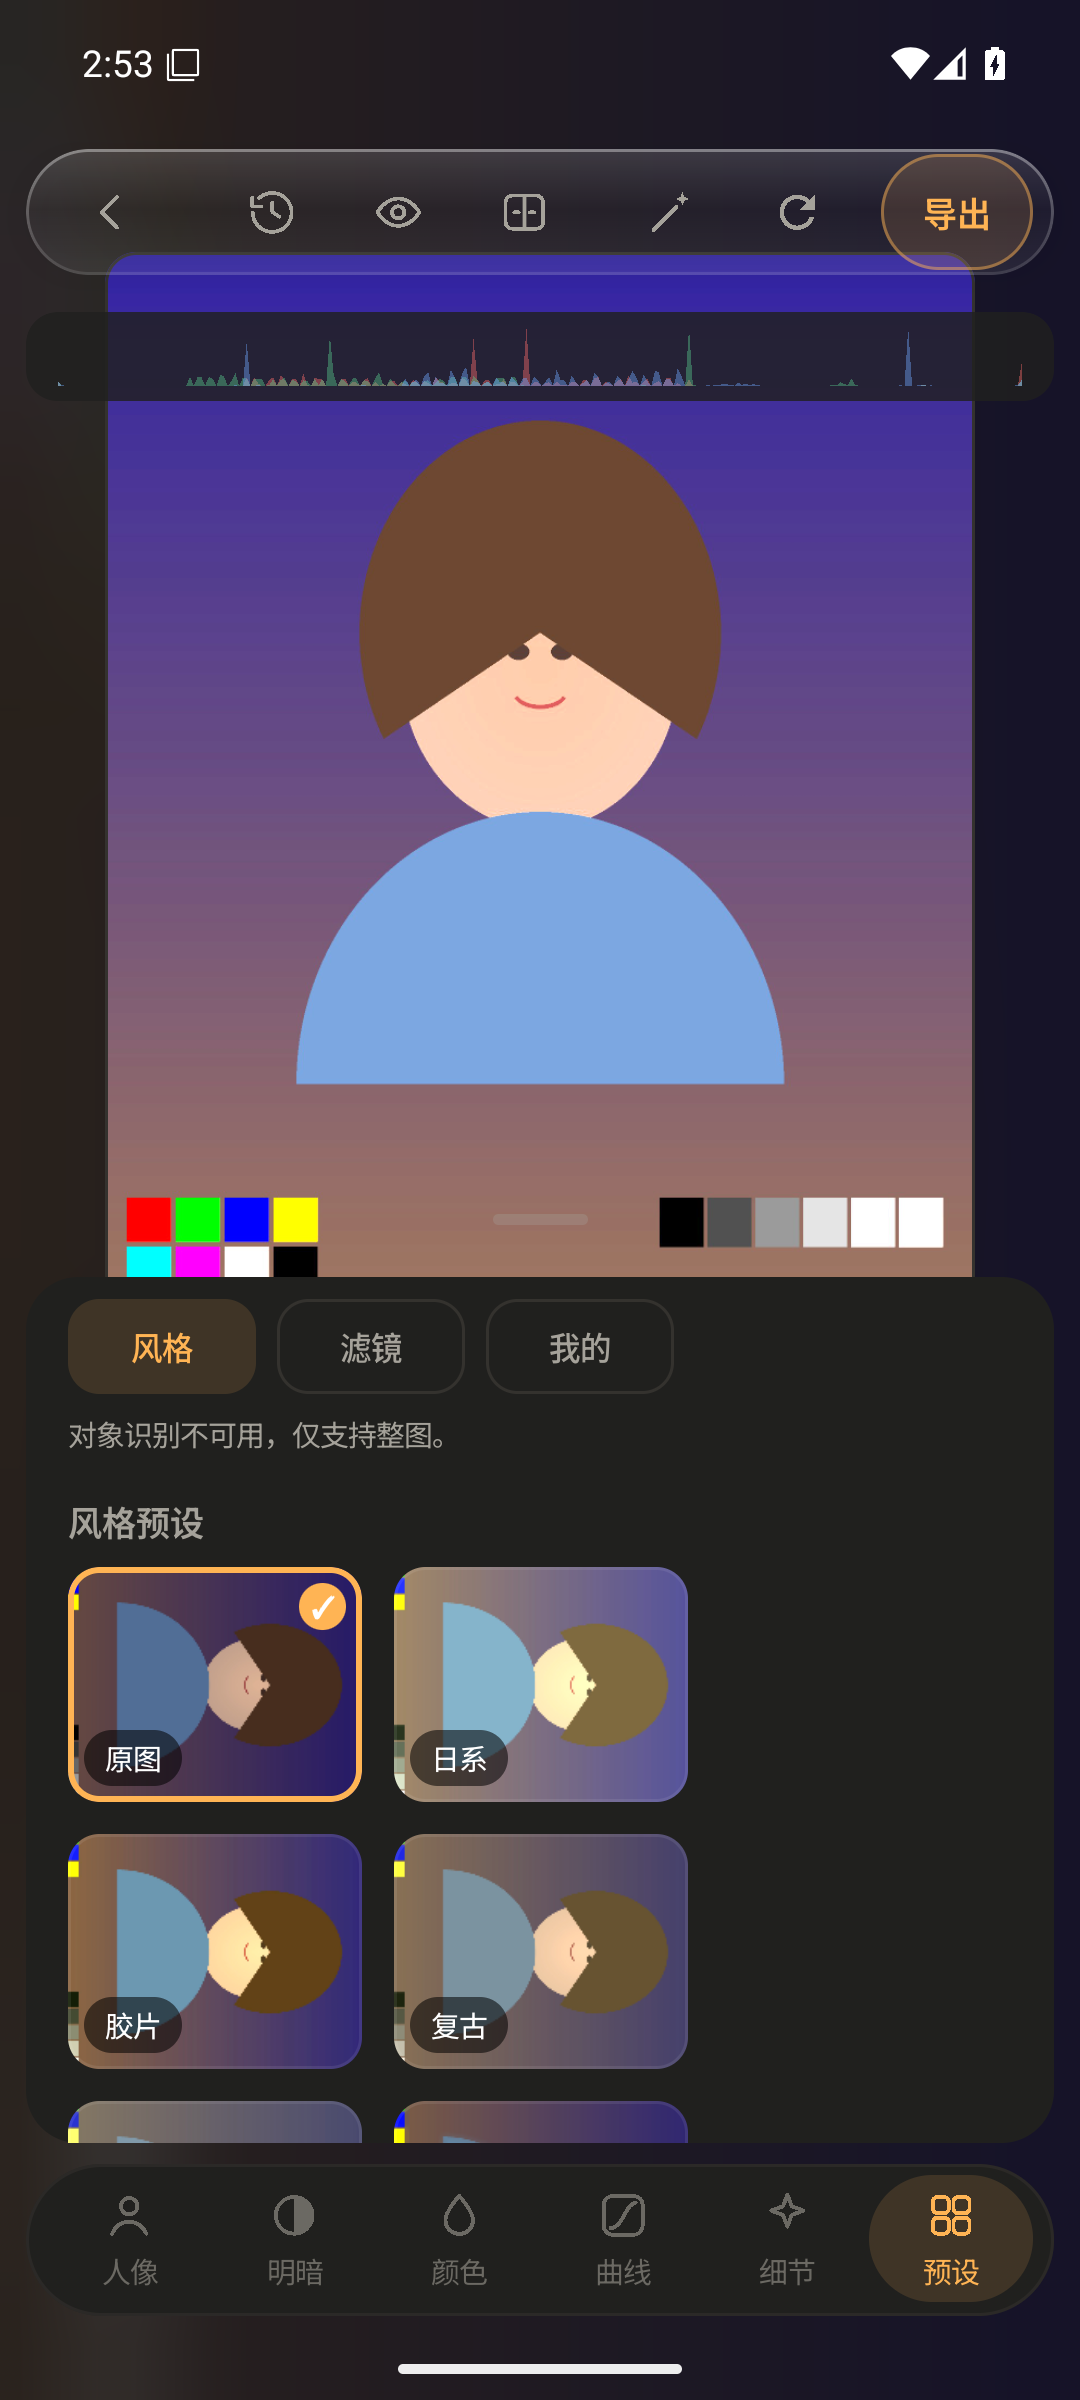 2:53
导出
风格
滤镜
我的
对象识别不可用，仅支持整图。
风格预设
原图
日系
胶片
复古
人像
明暗
颜色
曲线
细节
预设